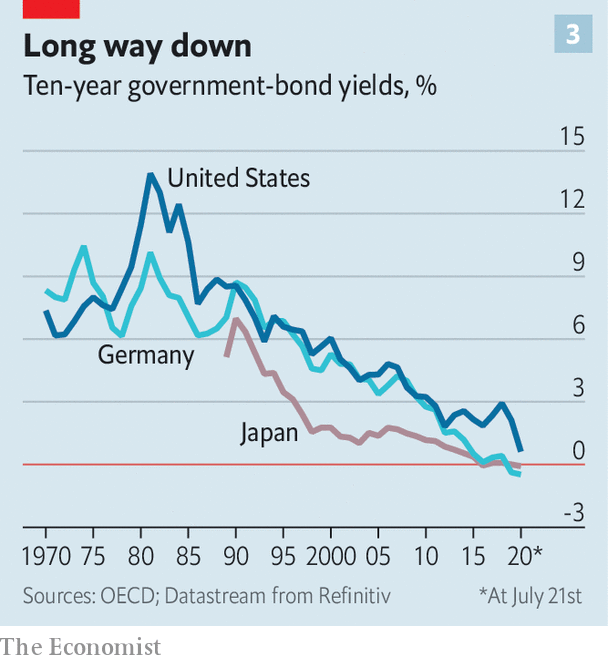 Long way down
3
Ten-year government-bond yields, %
15
United States
12
9
6
Germany
3
Japan
0
-3
1970 75 80 85 90 95 2000 05 10 15 20*
Sources: OECD; Datastream from Refinitiv *At July 21st
The Economist